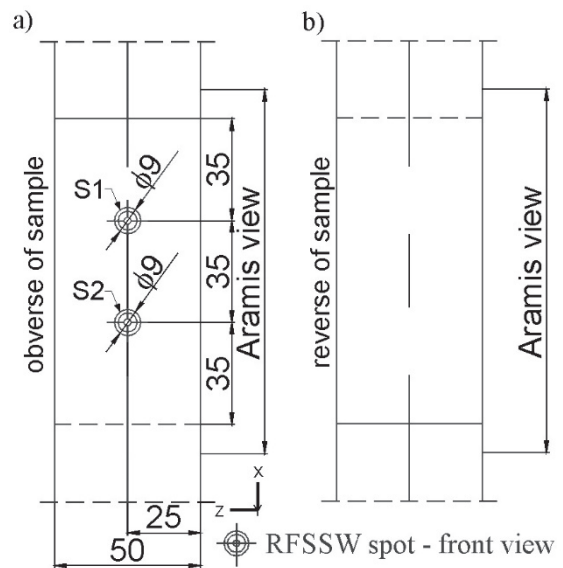 a)
b)
obverse of sample
S1
ϕ9
35
S2
ϕ9
35
35
Aramis view
reverse of sample
Aramis view
x
z
25
50
RFSSW spot - front view